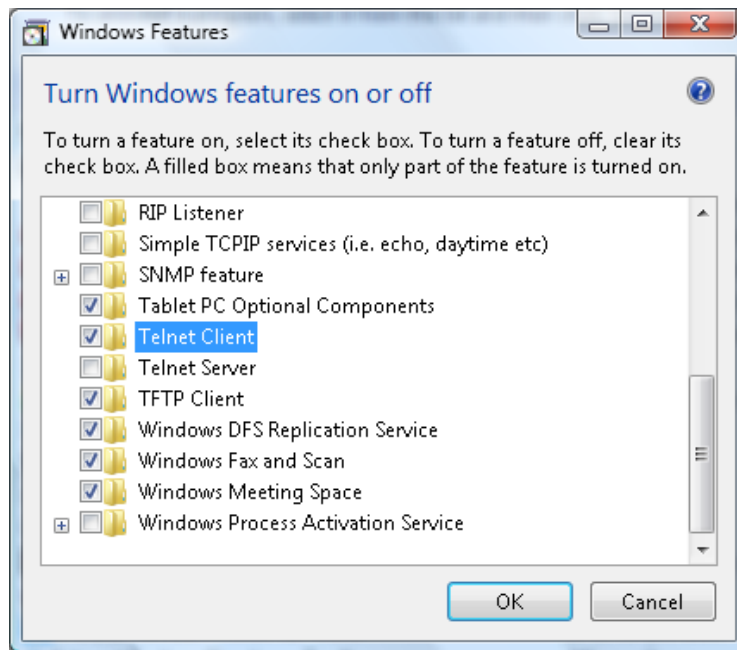 Windows Features
Turn Windows features on or off
To turn a feature on, select its check box. To turn a feature off, clear its
check box. A filled box means that only part of the feature is turned on.
RIP Listener
Simple TCPIP services (i.e. echo, daytime etc)
SNMP feature
Tablet PC Optional Components
Telnet Client
Telnet Server
TFTP Client
Windows DFS Replication Service
Windows Fax and Scan
Windows Meeting Space
Windows Process Activation Service
OK Cancel